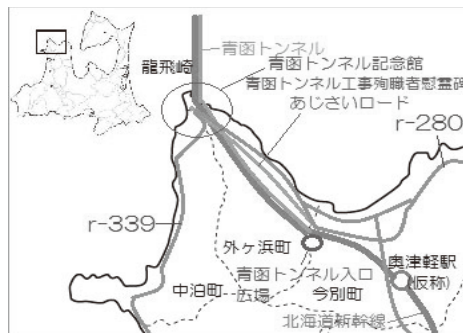 青函トンネル
龍飛崎
青函トンネル記念館
青函トンネル工事殉職者慰霊碑
あじさいロード
r-280
r-339
外ヶ浜町
奥津軽駅
(仮称)
青函トンネル入口
広場
中泊町
今別町
北海道新幹線